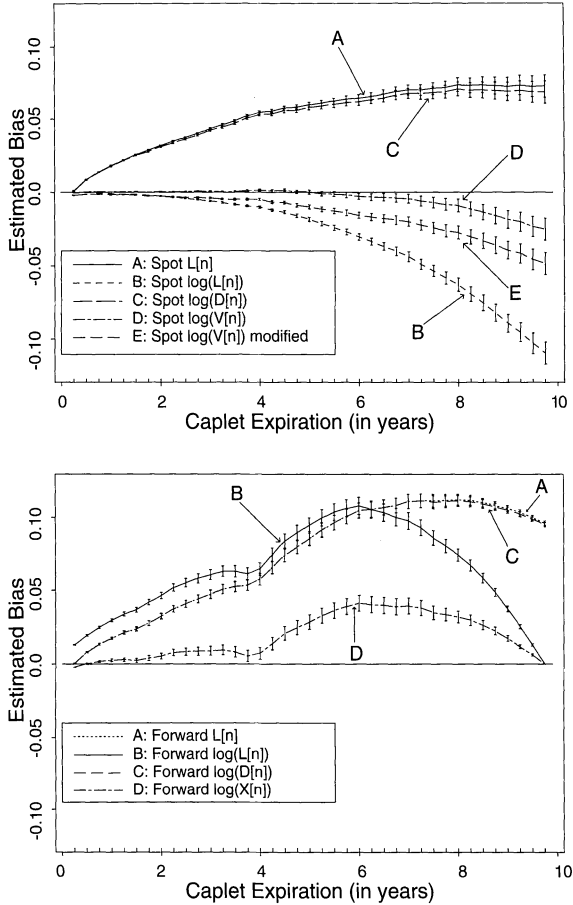 Estimated Bias
0.10
0.05
0.0
-0.05
-0.10
A
C
D
E
B
A: Spot L[n]
B: Spot log(L[n])
C: Spot log(D[n])
D: Spot log(V[n])
E: Spot log(V[n]) modified
0 2 4 6 8 10
Caplet Expiration (in years)
Estimated Bias
0.10
0.05
0.0
-0.05
-0.10
B
A
C
D
A: Forward L[n]
B: Forward log(L[n])
C: Forward log(D[n])
D: Forward log(X[n])
0 2 4 6 8 10
Caplet Expiration (in years)